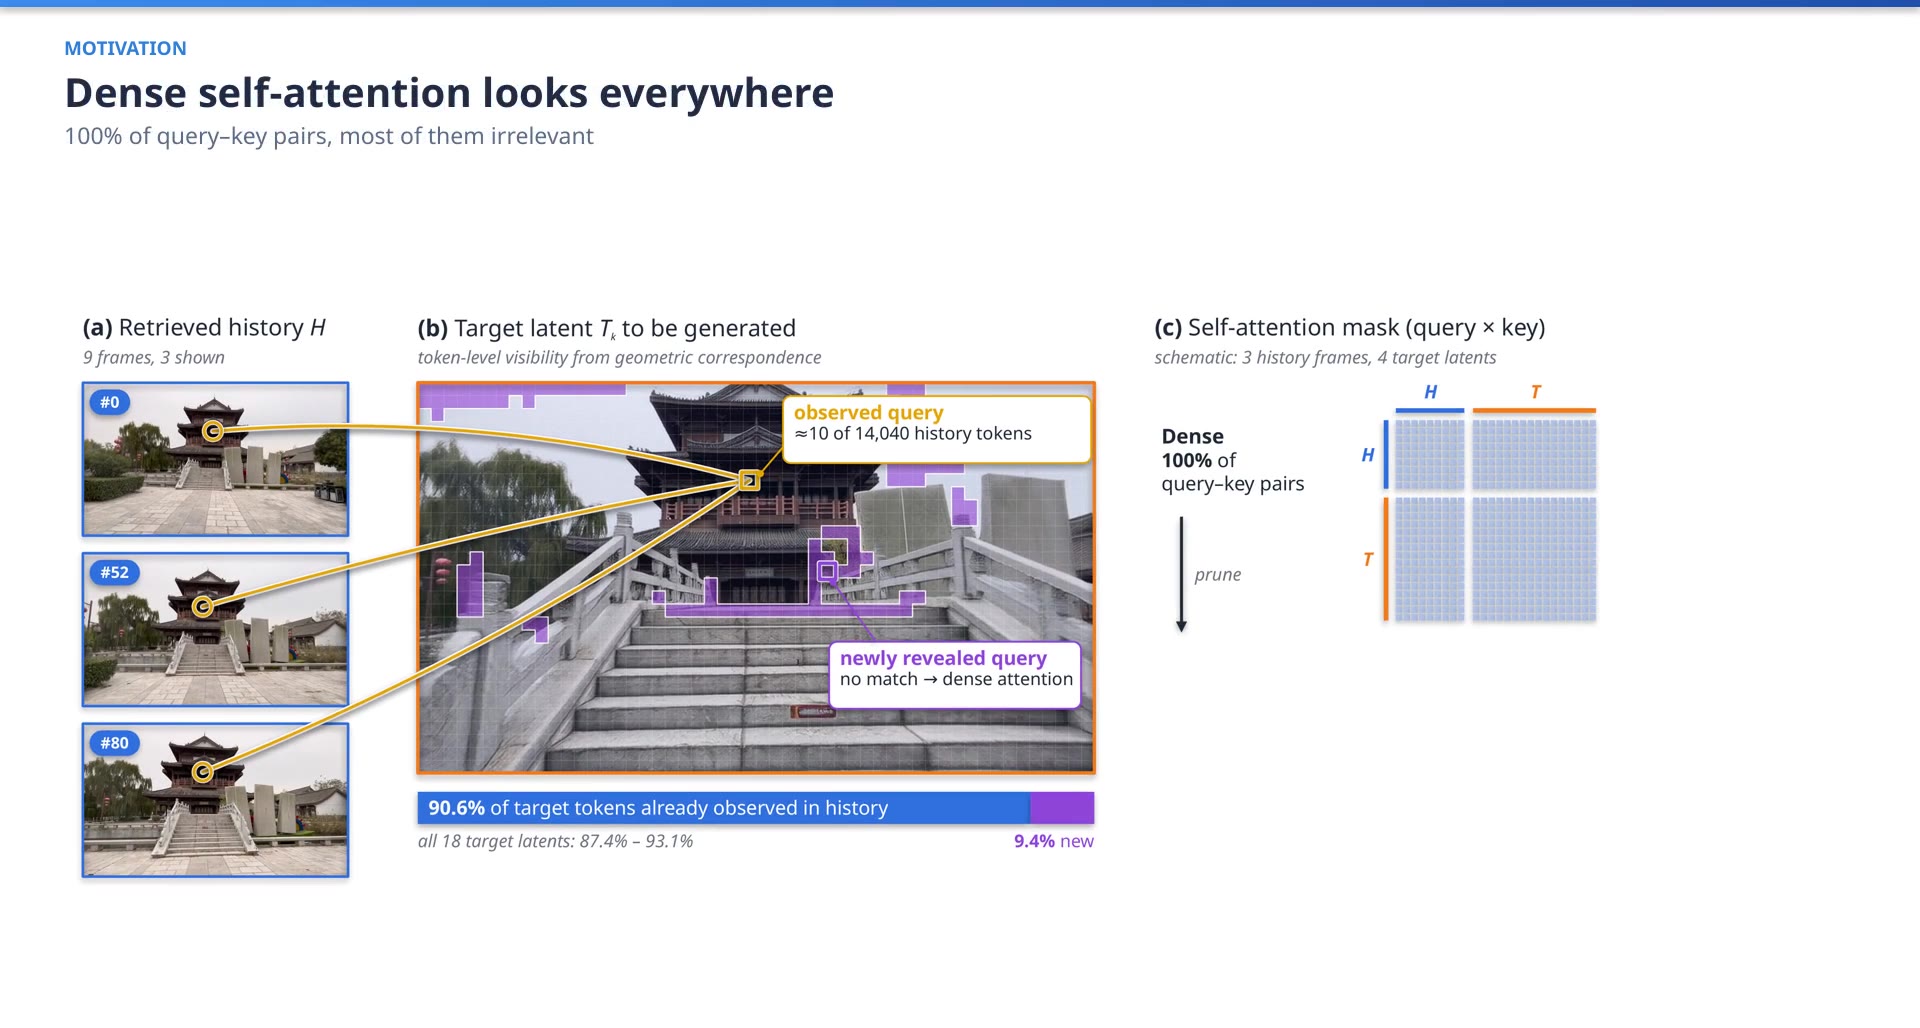 MOTIVATION
Dense self-attention looks everywhere
100% of query–key pairs, most of them irrelevant
(a) Retrieved history H
9 frames, 3 shown
#0
#52
#80
(b) Target latent Tₖ to be generated
token-level visibility from geometric correspondence
observed query
≈10 of 14,040 history tokens
newly revealed query
no match → dense attention
90.6% of target tokens already observed in history
all 18 target latents: 87.4% – 93.1%
9.4% new
(c) Self-attention mask (query × key)
schematic: 3 history frames, 4 target latents
H
T
Dense
100% of
query–key pairs
H
T
prune